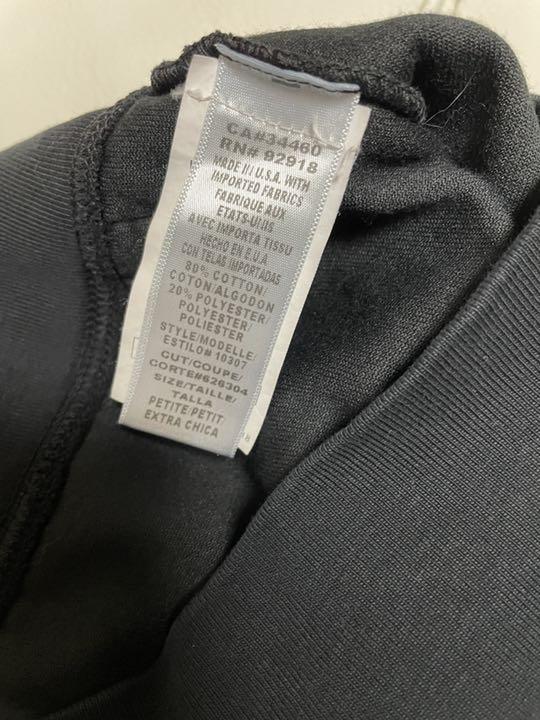 CA#34460
RN# 92918
MADE IN U.S.A. WITH
IMPORTED FABRICS
FABRIQUE AUX
ETATS-UNIS
AVEC IMPORTA TISSU
HECHO EN E.U.A
CON TELAS IMPORTADAS
80% COTTON/
COTON/ALGODON
20% POLYESTER/
POLYESTER/
POLIESTER
STYLE/MODELLE/
ESTILO# 10307
CUT/COUPE/
CORTE#626304
SIZE/TAILLE/
TALLA
PETITE/PETIT/
EXTRA CHICA